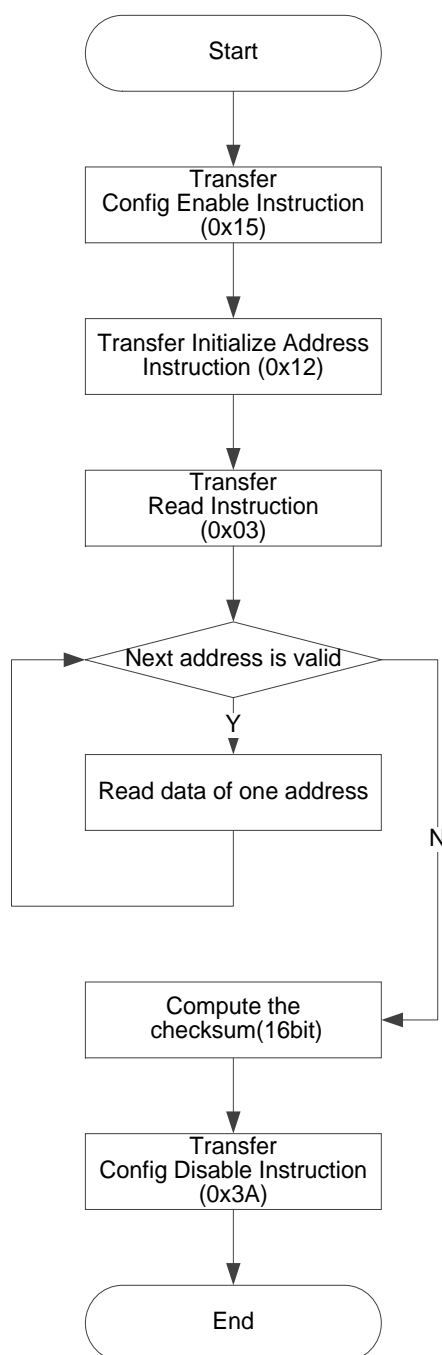 Start
Transfer
Config Enable Instruction
(0x15)
Transfer Initialize Address
Instruction (0x12)
Transfer
Read Instruction
(0x03)
Next address is valid
Y
Read data of one address
N
Compute the
checksum(16bit)
Transfer
Config Disable Instruction
(0x3A)
End